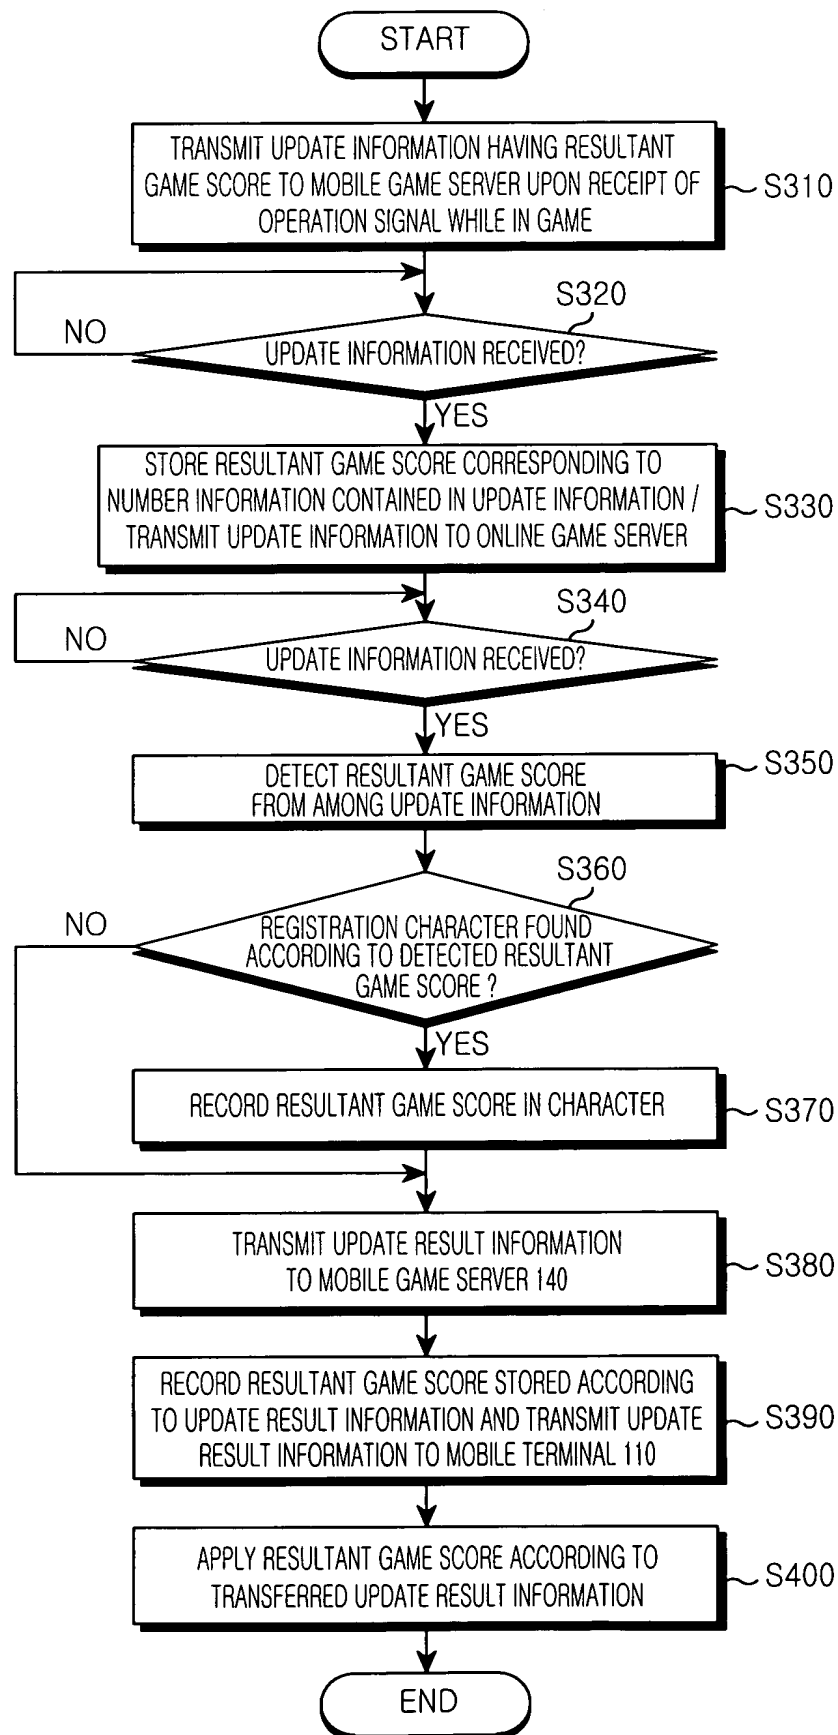 START
TRANSMIT UPDATE INFORMATION HAVING RESULTANT
GAME SCORE TO MOBILE GAME SERVER UPON RECEIPT OF
OPERATION SIGNAL WHILE IN GAME
S310
S320
NO
UPDATE INFORMATION RECEIVED?
YES
STORE RESULTANT GAME SCORE CORRESPONDING TO
NUMBER INFORMATION CONTAINED IN UPDATE INFORMATION /
TRANSMIT UPDATE INFORMATION TO ONLINE GAME SERVER
S330
S340
NO
UPDATE INFORMATION RECEIVED?
YES
DETECT RESULTANT GAME SCORE
FROM AMONG UPDATE INFORMATION
S350
S360
NO
REGISTRATION CHARACTER FOUND
ACCORDING TO DETECTED RESULTANT
GAME SCORE ?
YES
RECORD RESULTANT GAME SCORE IN CHARACTER
S370
TRANSMIT UPDATE RESULT INFORMATION
TO MOBILE GAME SERVER 140
S380
RECORD RESULTANT GAME SCORE STORED ACCORDING
TO UPDATE RESULT INFORMATION AND TRANSMIT UPDATE
RESULT INFORMATION TO MOBILE TERMINAL 110
S390
APPLY RESULTANT GAME SCORE ACCORDING TO
TRANSFERRED UPDATE RESULT INFORMATION
S400
END